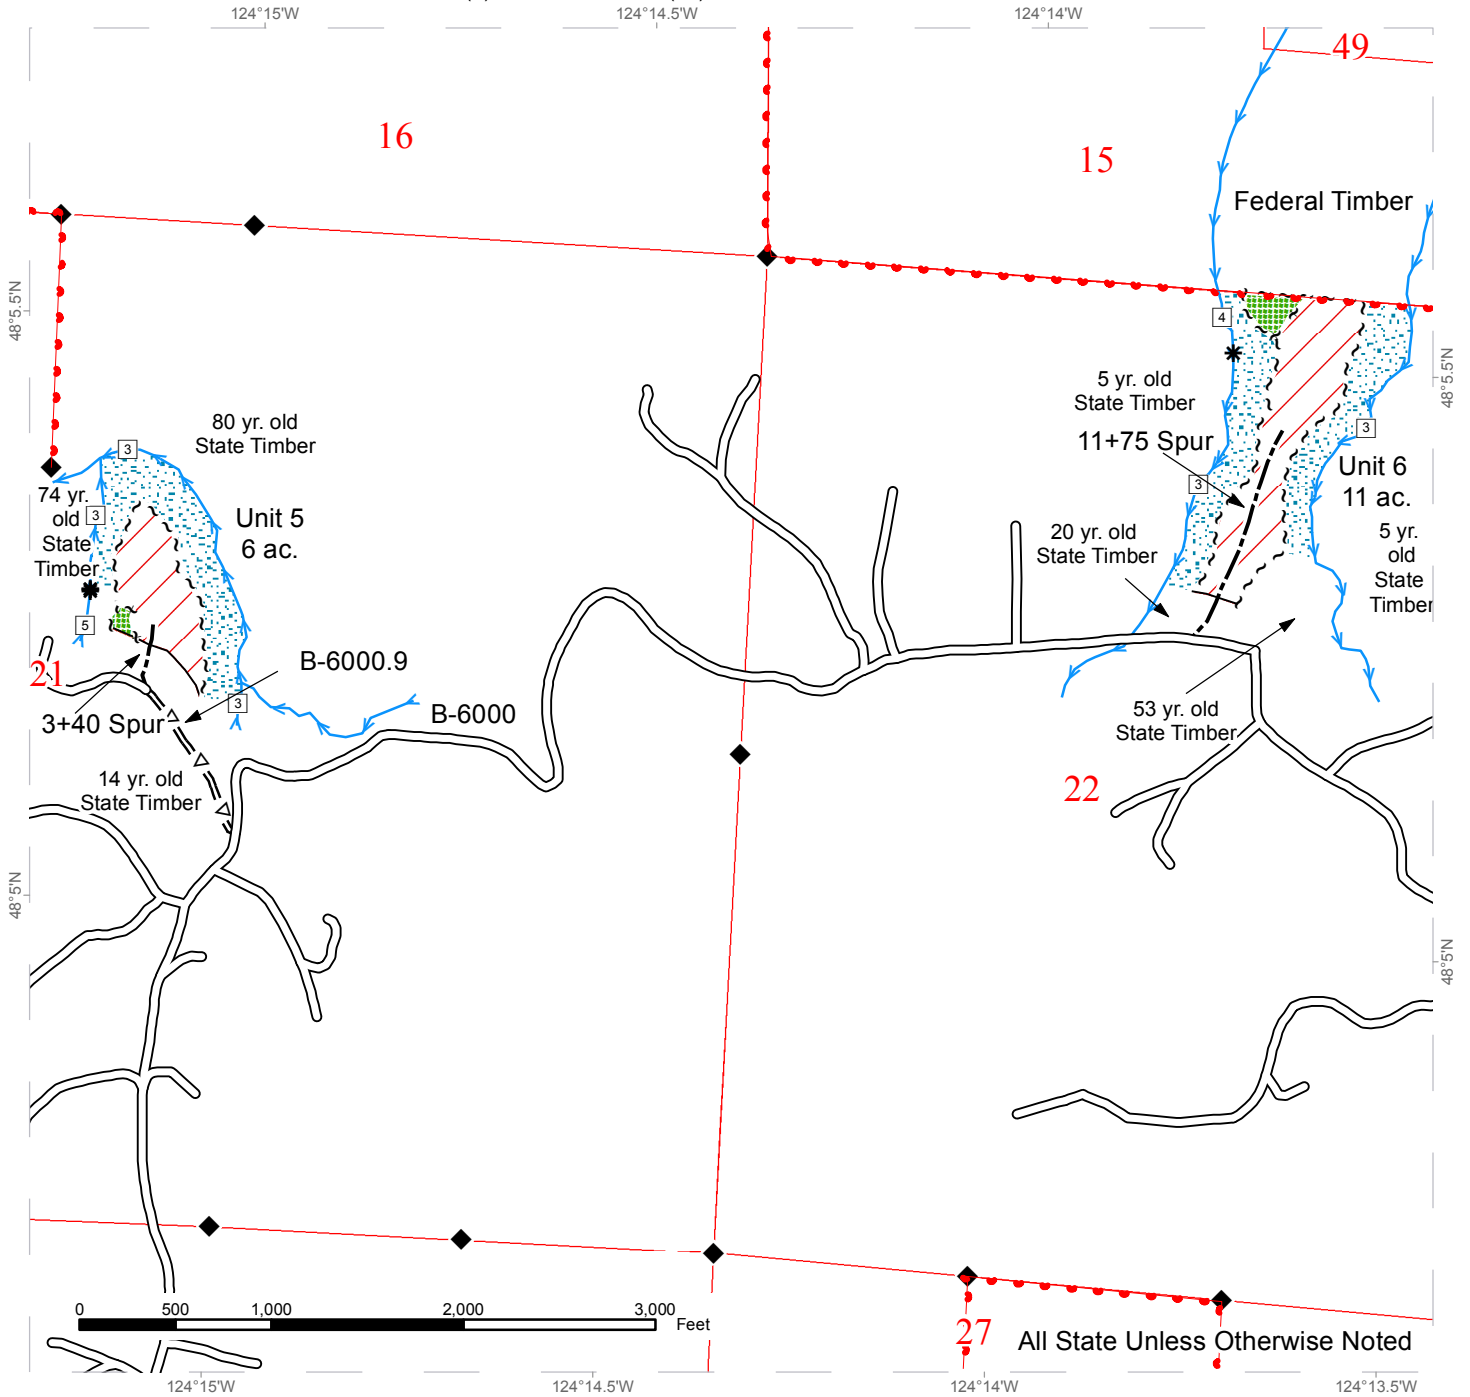 124°15'W
124°14.5'W
124°14'W
49
16
15
Federal Timber
48°5.5'N
48°5.5'N
4
5 yr. old
State Timber
11+75 Spur
3
80 yr. old
State Timber
3
Unit 6
11 ac.
3
74 yr.
old
State
Timber
3
Unit 5
6 ac.
20 yr. old
State Timber
5 yr.
old
State
Timber
5
21
B-6000.9
3
3+40 Spur
B-6000
53 yr. old
State Timber
14 yr. old
State Timber
22
48°5'N
48°5'N
0
500
1,000
2,000
3,000
Feet
27
All State Unless Otherwise Noted
124°15'W
124°14.5'W
124°14'W
124°13.5'W